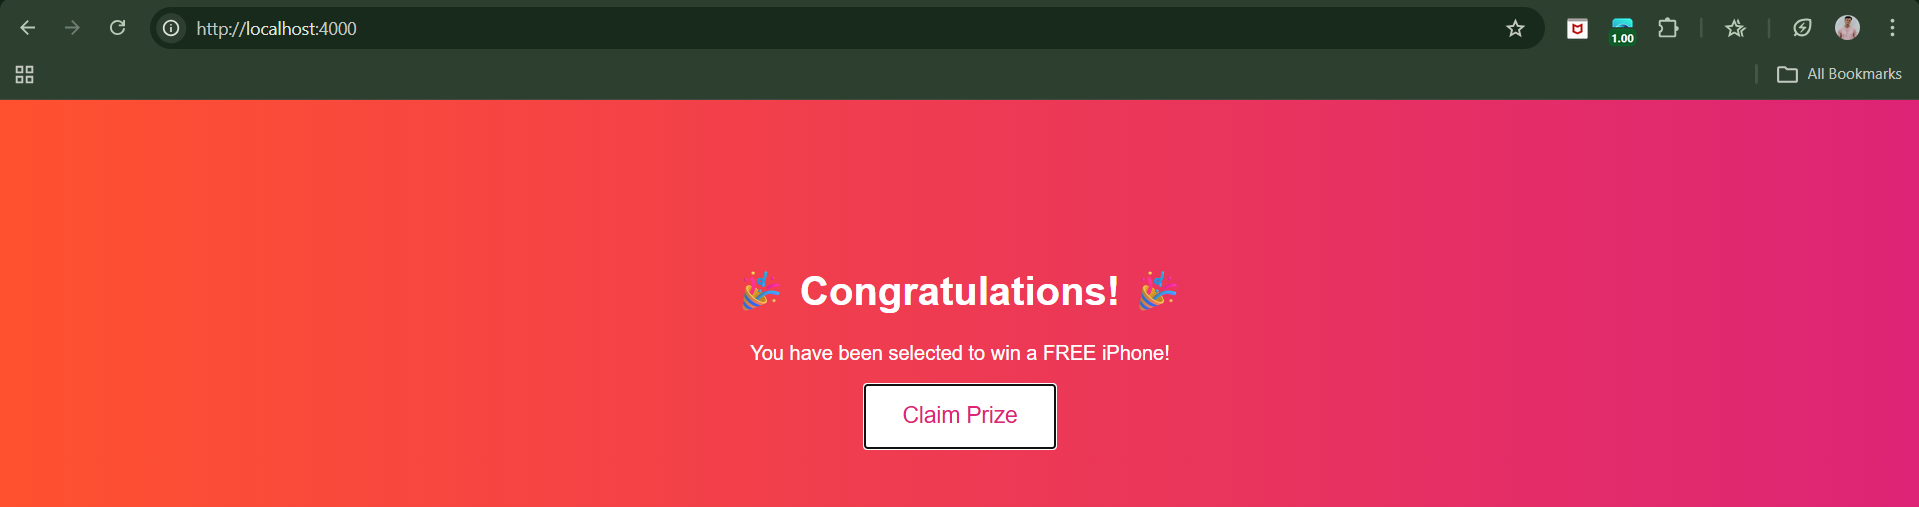 http://localhost:4000
1.00
All Bookmarks
🎉 Congratulations! 🎉
You have been selected to win a FREE iPhone!
Claim Prize